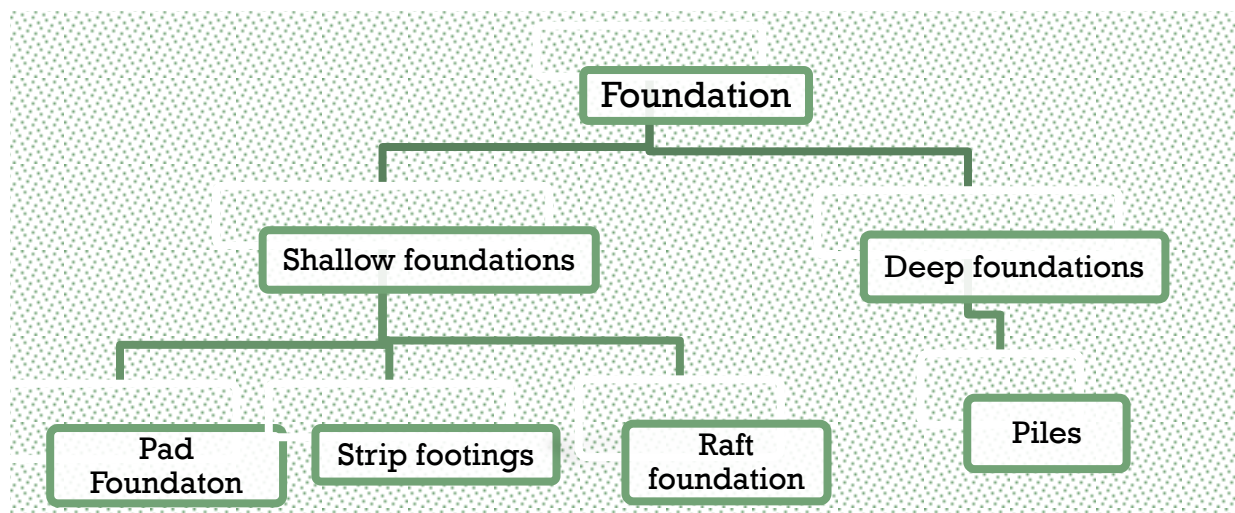 Foundation
Shallow foundations
Deep foundations
Pad
Foundaton
Strip footings
Raft
foundation
Piles